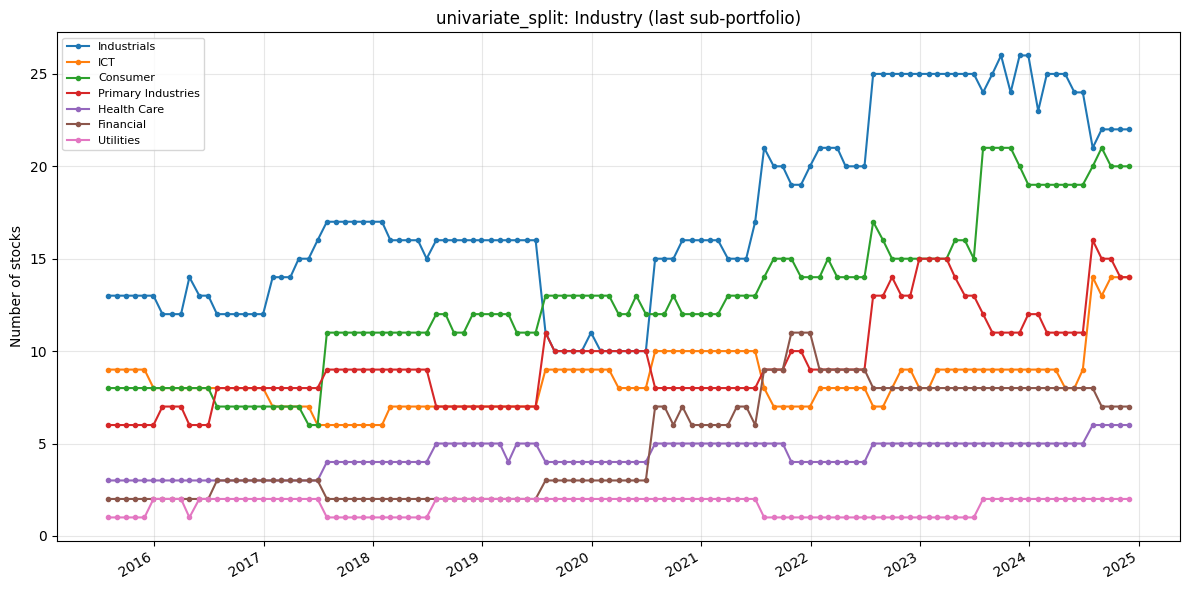 univariate_split: Industry (last sub-portfolio)
Industrials
ICT
Consumer
Primary Industries
Health Care
Financial
Utilities
Number of stocks
25
20
15
10
5
0
2016
2017
2018
2019
2020
2021
2022
2023
2024
2025